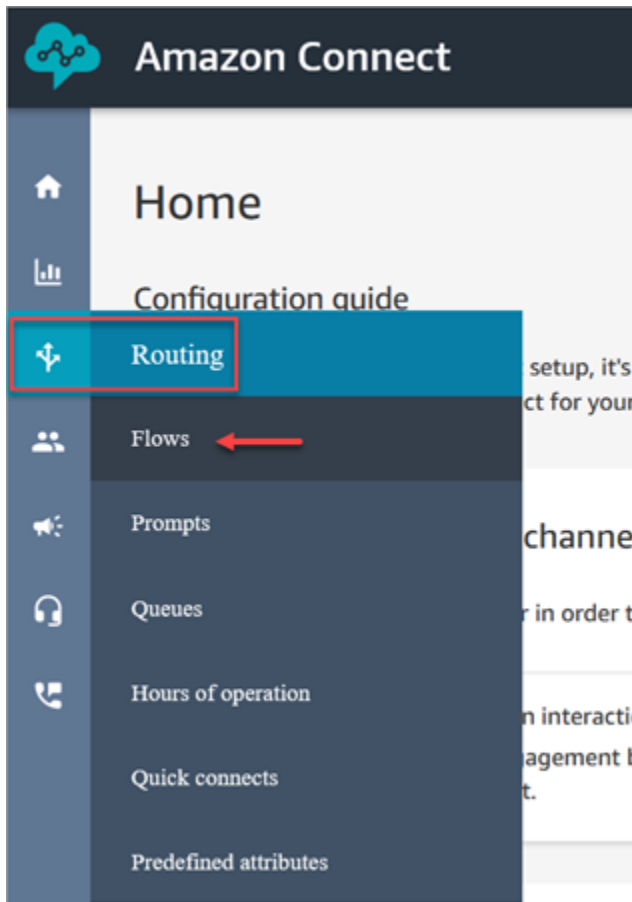 Amazon Connect
Home
Configuration guide
Routing
setup, it's
ct for your
Flows
Prompts
channe
Queues
r in order t
Hours of operation
n interacti
agement b
Quick connects
t.
Predefined attributes